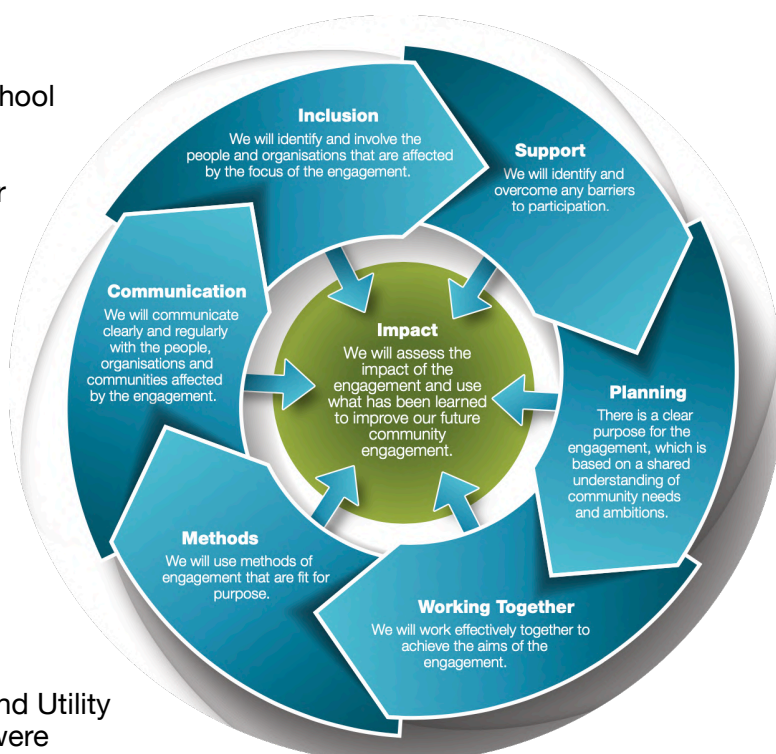 hool
r
Inclusion
We will identify and involve the
people and organisations that are affected
by the focus of the engagement.
Support
We will identify and
overcome any barriers
to participation.
Planning
There is a clear
purpose for the
engagement, which is
based on a shared
understanding of
community needs
and ambitions.
Working Together
We will work effectively together to
achieve the aims of the
engagement.
Methods
We will use methods of
engagement that are fit for
purpose.
Communication
We will communicate
clearly and regularly
with the people,
organisations and
communities affected
by the engagement.
Impact
We will assess the
impact of the
engagement and use
what has been learned
to improve our future
community
engagement.
nd Utility
were